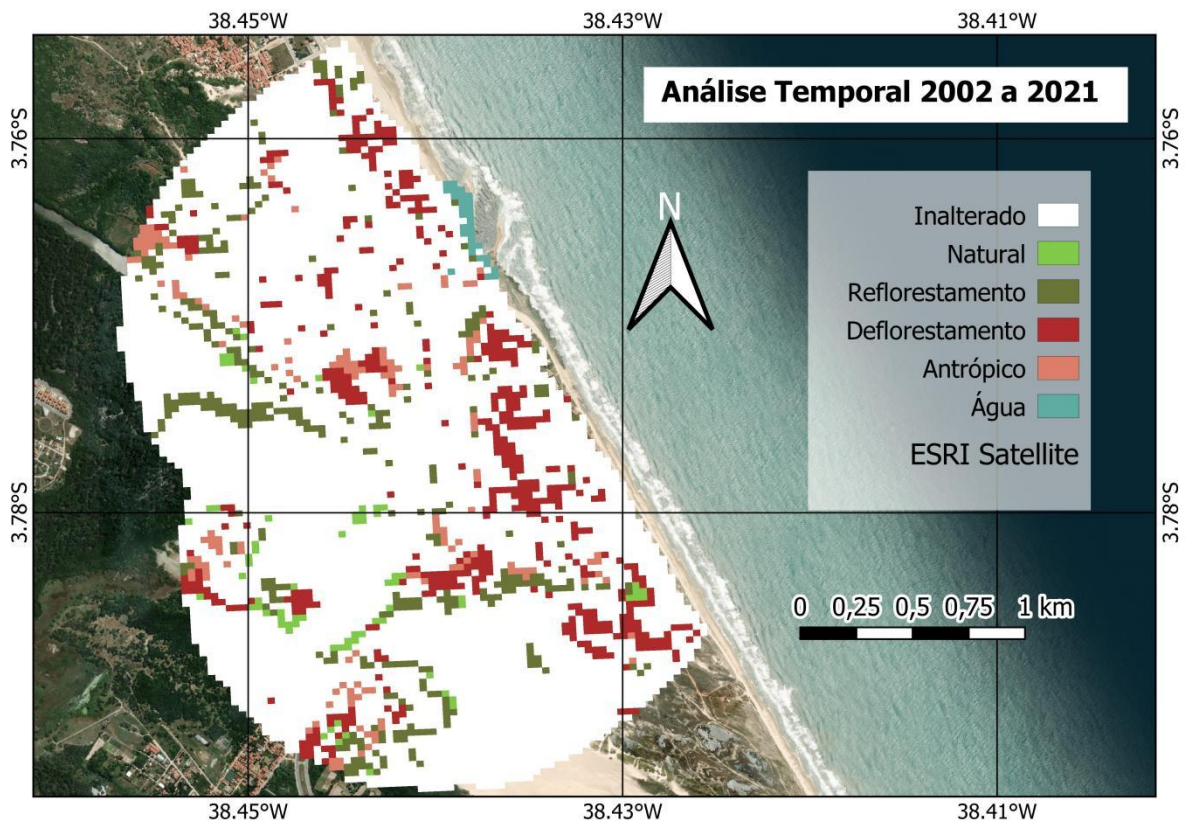 38.45°W 38.43°W 38.41°W
Análise Temporal 2002 a 2021
3.76°S 3.76°S
N
Inalterado
Natural
Reflorestamento
Deflorestamento
Antrópico
Água
ESRI Satellite
3.78°S 3.78°S
0 0,25 0,5 0,75 1 km
38.45°W 38.43°W 38.41°W